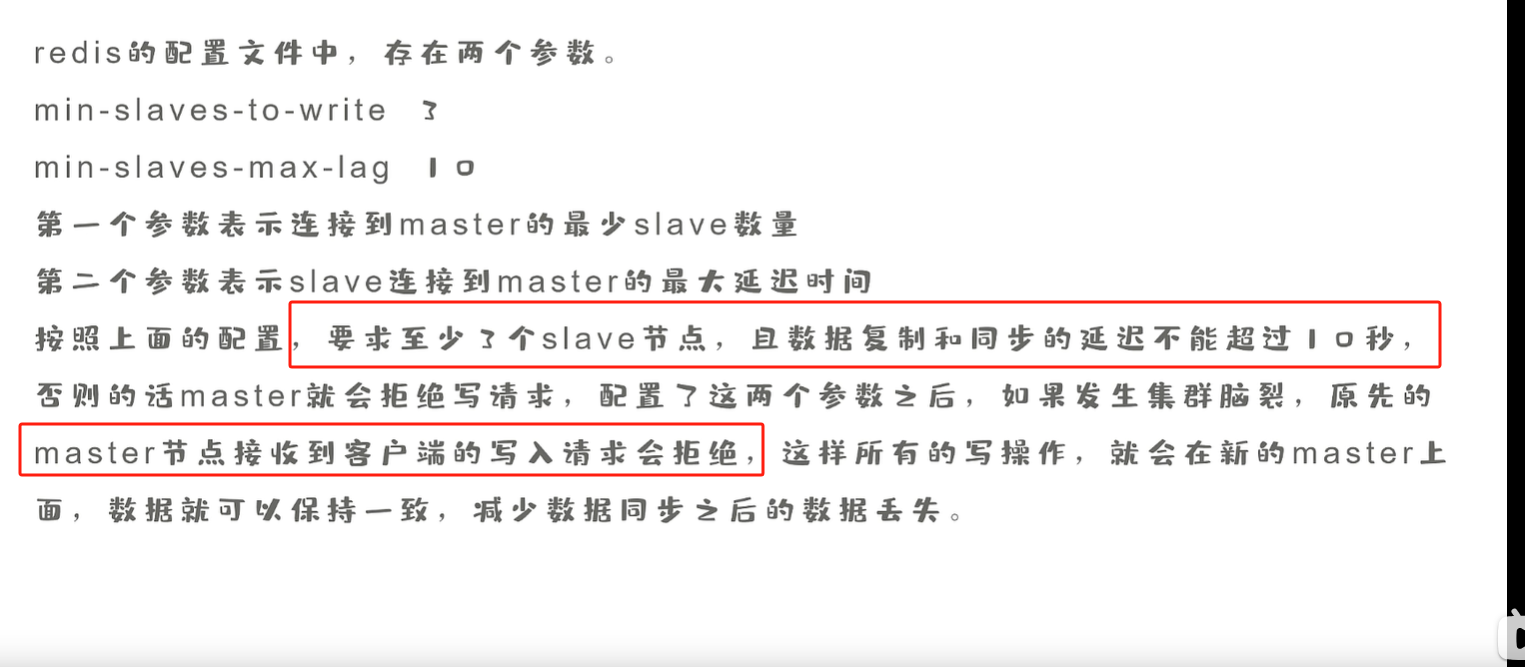 redis的配置文件中，存在两个参数。
min-slaves-to-write 3
min-slaves-max-lag 10
第一个参数表示连接到master的最少slave数量
第二个参数表示slave连接到master的最大延迟时间
按照上面的配置，要求至少3个slave节点，且数据复制和同步的延迟不能超过10秒，
否则的话master就会拒绝写请求，配置了这两个参数之后，如果发生集群脑裂，原先的
master节点接收到客户端的写入请求会拒绝，这样所有的写操作，就会在新的master上
面，数据就可以保持一致，减少数据同步之后的数据丢失。